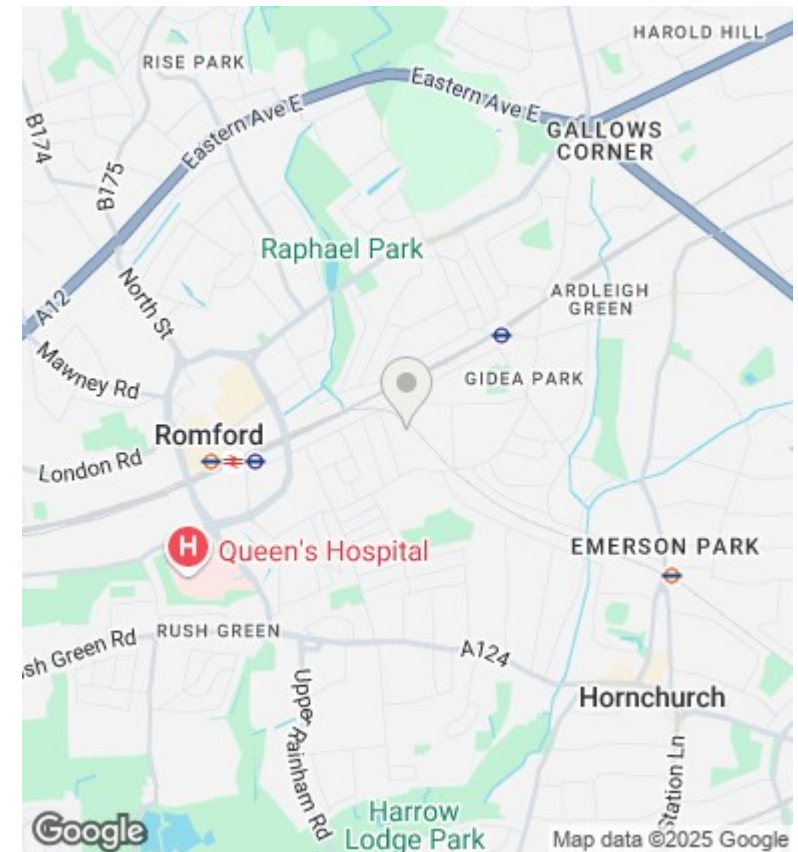 HAROLD HILL
RISE PARK
Eastern Ave E
Eastern Ave E
GALLOWS
CORNER
B174
B175
Raphael Park
North St
ARDLEIGH
GREEN
A12
Mawney Rd
GIDEA PARK
Romford
London Rd
H
Queen's Hospital
EMERSON PARK
RUSH GREEN
sh Green Rd
A124
Upper Rainham Rd
Hornchurch
Station Ln
Harrow
Lodge Park
Google
Map data ©2025 Google